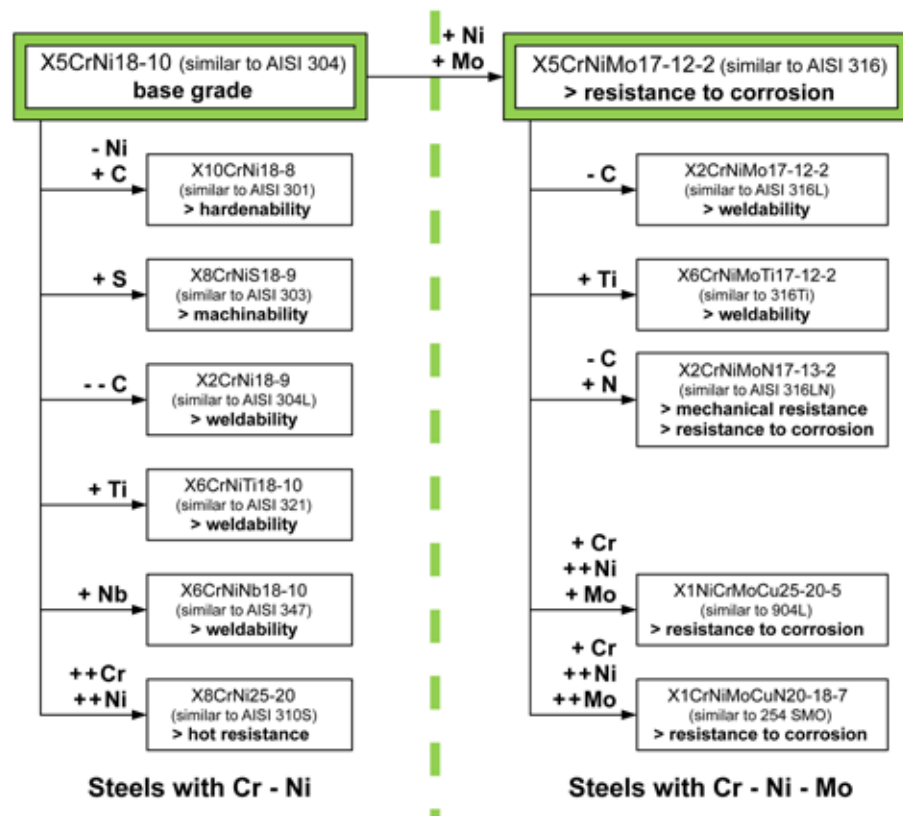 X5CrNi18-10 (similar to AISI 304)
base grade
+ Ni
+ Mo
X5CrNiMo17-12-2 (similar to AISI 316)
> resistance to corrosion
- Ni
+ C
X10CrNi18-8
(similar to AISI 301)
> hardenability
+ S
X8CrNiS18-9
(similar to AISI 303)
> machinability
- - C
X2CrNi18-9
(similar to AISI 304L)
> weldability
+ Ti
X6CrNiTi18-10
(similar to AISI 321)
> weldability
+ Nb
X6CrNiNb18-10
(similar to AISI 347)
> weldability
++Cr
++Ni
X8CrNi25-20
(similar to AISI 310S)
> hot resistance
Steels with Cr - Ni
- C
X2CrNiMo17-12-2
(similar to AISI 316L)
> weldability
+ Ti
X6CrNiMoTi17-12-2
(similar to 316Ti)
> weldability
- C
+ N
X2CrNiMoN17-13-2
(similar to AISI 316LN)
> mechanical resistance
> resistance to corrosion
+ Cr
++Ni
+ Mo
X1NiCrMoCu25-20-5
(similar to 904L)
> resistance to corrosion
+ Cr
++Ni
++Mo
X1CrNiMoCuN20-18-7
(similar to 254 SMO)
> resistance to corrosion
Steels with Cr - Ni - Mo